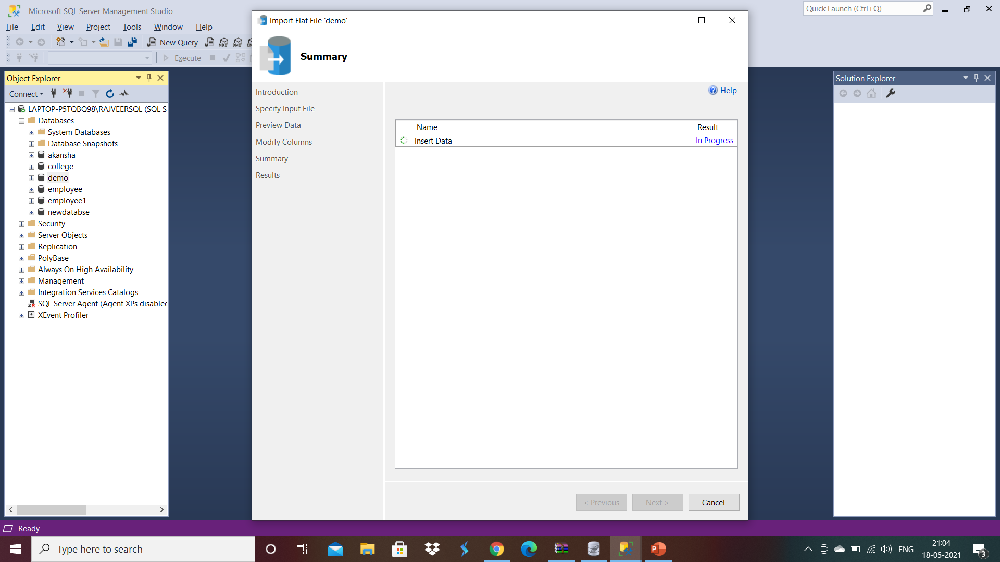 Microsoft SQL Server Management Studio
Quick Launch (Ctrl+Q)
File Edit View Project Tools Window Help
New Query
MDX DMX
Execute
Object Explorer
Connect
LAPTOP-P5TQBQ98\RAJVEERSQL (SQL S
Databases
System Databases
Database Snapshots
akansha
college
demo
employee
employee1
newdatabse
Security
Server Objects
Replication
PolyBase
Always On High Availability
Management
Integration Services Catalogs
SQL Server Agent (Agent XPs disabled
XEvent Profiler
Import Flat File 'demo'
Summary
Introduction
Specify Input File
Preview Data
Modify Columns
Summary
Results
Help
Name Result
Insert Data In Progress
< Previous Next > Cancel
Solution Explorer
Ready
Type here to search
ENG
21:04
18-05-2021
3